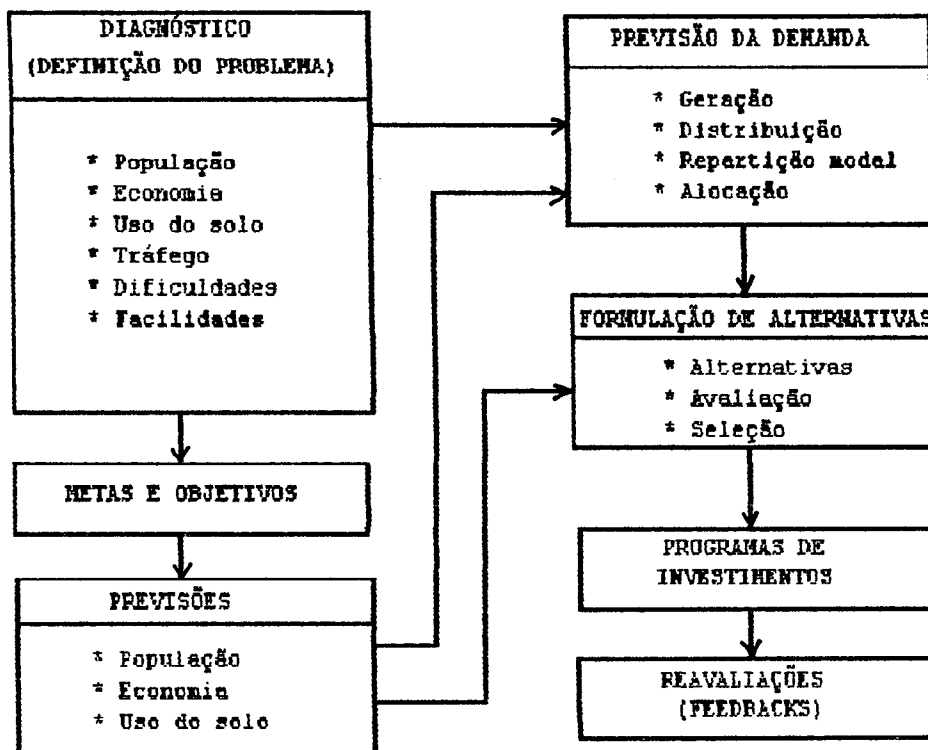 DIAGNÓSTICO
(DEFINIÇÃO DO PROBLEMA)
* População
* Economia
* Uso do solo
* Tráfego
* Dificuldades
* Facilidades
METAS E OBJETIVOS
PREVISÕES
* População
* Economia
* Uso do solo
PREVISÃO DA DEMANDA
* Geração
* Distribuição
* Repartição modal
* Alocação
FORMULAÇÃO DE ALTERNATIVAS
* Alternativas
* Avaliação
* Seleção
PROGRAMAS DE
INVESTIMENTOS
REAVALIAÇÕES
(FEEDBACKS)